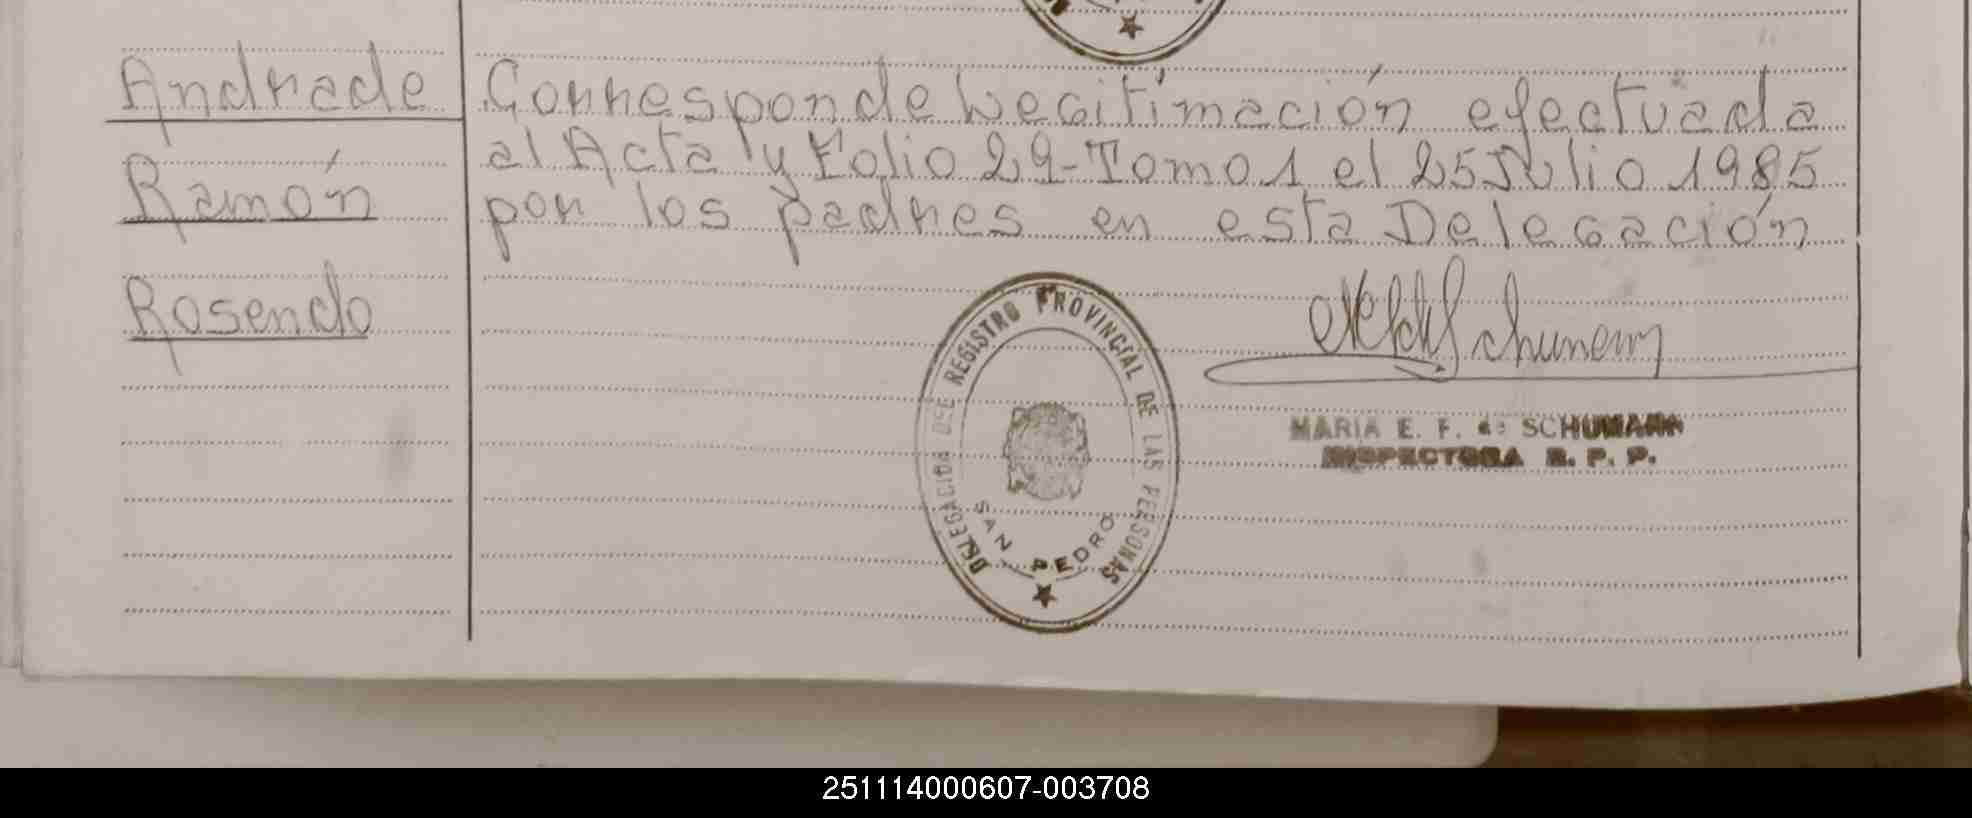 Andrade
Ramón
Rosendo
Corresponde Legitimación efectuada
al Acta y Folio 29-Tomo 1 el 25 Julio 1985
por los padres en esta Delegación
DELEGACION DEL REGISTRO PROVINCIAL DE LAS PERSONAS
SAN PEDRO
MARIA E. F. de SCHUMANN
INSPECTORA R. P. P.
251114000607-003708